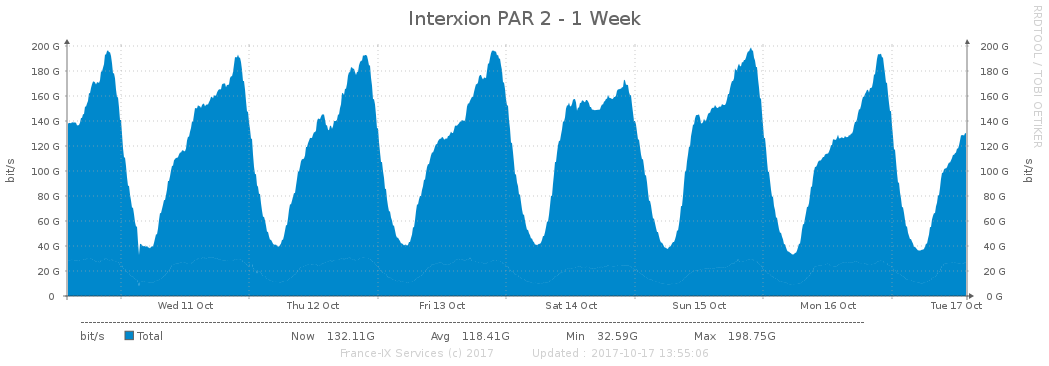 Interxion PAR 2 - 1 Week
RRDTOOL / TOBI OETIKER
bit/s
200 G 200 G
180 G 180 G
160 G 160 G
140 G 140 G
120 G 120 G
100 G 100 G
80 G 80 G
60 G 60 G
40 G 40 G
20 G 20 G
0 0 G
bit/s
Wed 11 Oct Thu 12 Oct Fri 13 Oct Sat 14 Oct Sun 15 Oct Mon 16 Oct Tue 17 Oct
bit/s Total Now 132.11G Avg 118.41G Min 32.59G Max 198.75G
France-IX Services (c) 2017 Updated : 2017-10-17 13:55:06